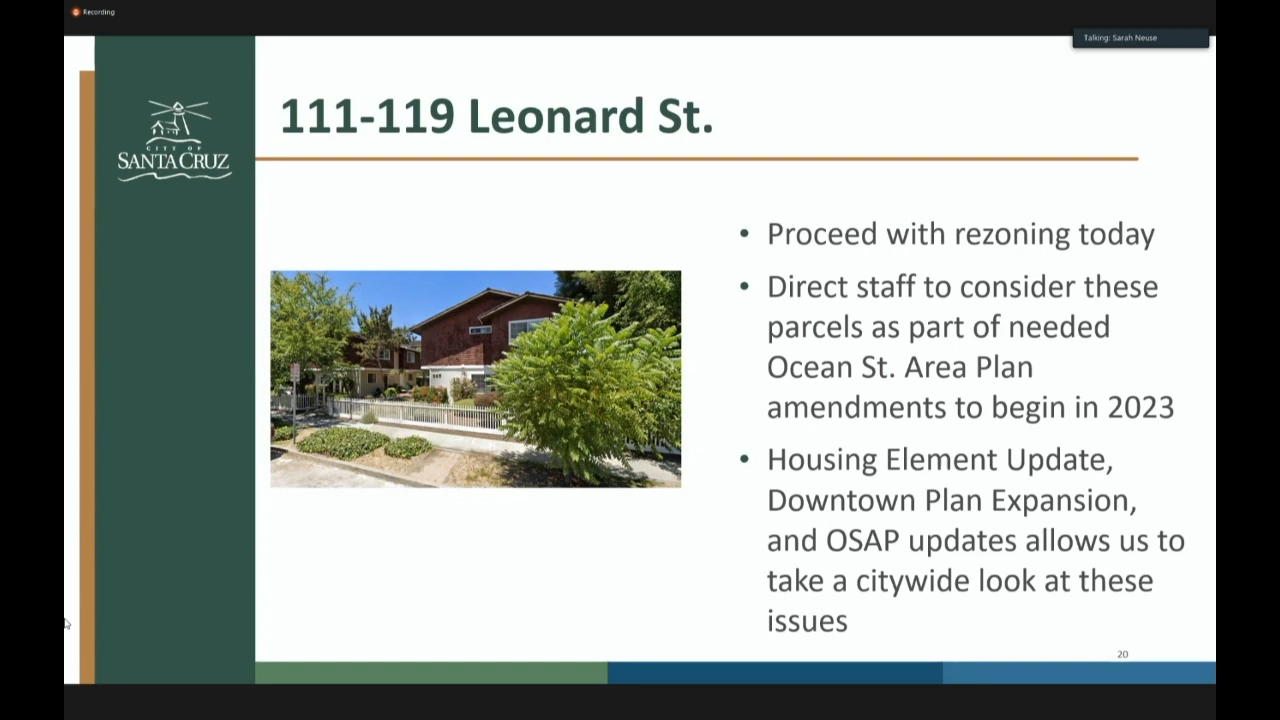 Recording
Talking: Sarah Neuse
CITY OF
SANTA CRUZ
111-119 Leonard St.
• Proceed with rezoning today
• Direct staff to consider these
parcels as part of needed
Ocean St. Area Plan
amendments to begin in 2023
• Housing Element Update,
Downtown Plan Expansion,
and OSAP updates allows us to
take a citywide look at these
issues
20